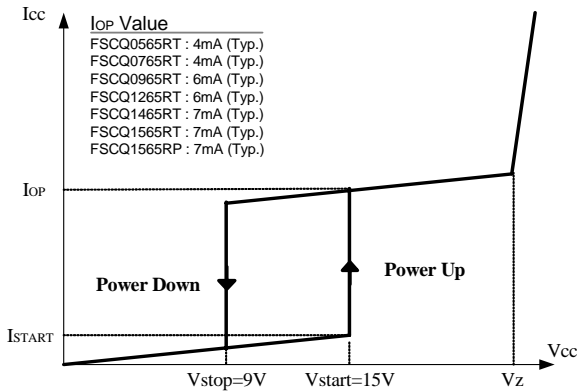 Icc
IOP Value
FSCQ0565RT : 4mA (Typ.)
FSCQ0765RT : 4mA (Typ.)
FSCQ0965RT : 6mA (Typ.)
FSCQ1265RT : 6mA (Typ.)
FSCQ1465RT : 7mA (Typ.)
FSCQ1565RT : 7mA (Typ.)
FSCQ1565RP : 7mA (Typ.)
IOP
Power Down
Power Up
ISTART
Vcc
Vstop=9V
Vstart=15V
Vz